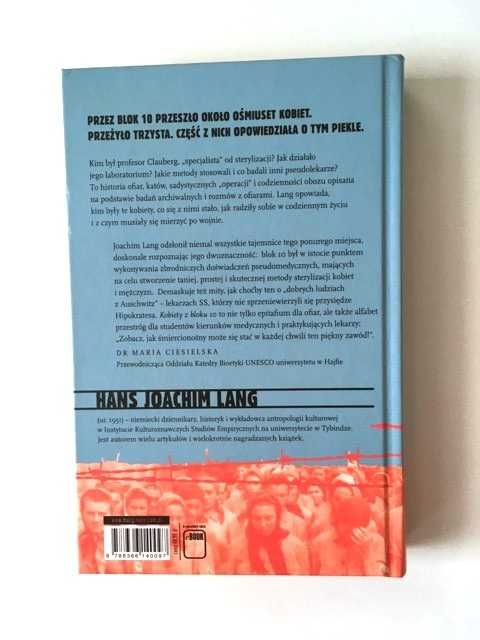 PRZEZ BLOK 10 PRZESZŁO OKOŁO OŚMIUSET KOBIET.
PRZEŻYŁO TRZYSTA. CZĘŚĆ Z NICH OPOWIEDZIAŁA O TYM PIEKLE.
Kim był profesor Clauberg, „specjalista" od sterylizacji? Jak działało
jego laboratorium? Jakie metody stosowali i co badali inni pseudolekarze?
To historia ofiar, katów, sadystycznych „operacji" i codzienności obozu opisana
na podstawie badań archiwalnych i rozmów z ofiarami. Lang opowiada,
kim były te kobiety, co się z nimi stało, jak radziły sobie w codziennym życiu
i z czym musiały się mierzyć po wojnie.
Joachim Lang odsłonił niemal wszystkie tajemnice tego ponurego miejsca,
doskonale rozpoznając jego dwuznaczność: blok 10 był w istocie punktem
wykonywania zbrodniczych doświadczeń pseudomedycznych, mających
na celu stworzenie taniej, prostej i skutecznej metody sterylizacji kobiet
i mężczyzn. Demaskuje też mity, jak choćby ten o „dobrych ludziach
z Auschwitz" – lekarzach SS, którzy nie sprzeniewierzyli się przysiędze
Hipokratesa. Kobiety z bloku 10 to nie tylko epitafium dla ofiar, ale także alfabet
przestróg dla studentów kierunków medycznych i praktykujących lekarzy:
„Zobacz, jak śmiercionośny może się stać w każdej chwili ten piękny zawód!".
DR MARIA CIESIELSKA
Przewodnicząca Oddziału Katedry Bioetyki UNESCO uniwersytetu w Hajfie
HANS JOACHIM LANG
(ur. 1951) – niemiecki dziennikarz, historyk i wykładowca antropologii kulturowej
w Instytucie Kulturoznawczych Studiów Empirycznych na uniwersytecie w Tybindze.
Jest autorem wielu artykułów i wielokrotnie nagradzanych książek.
E-BOOK
9 788366 140097